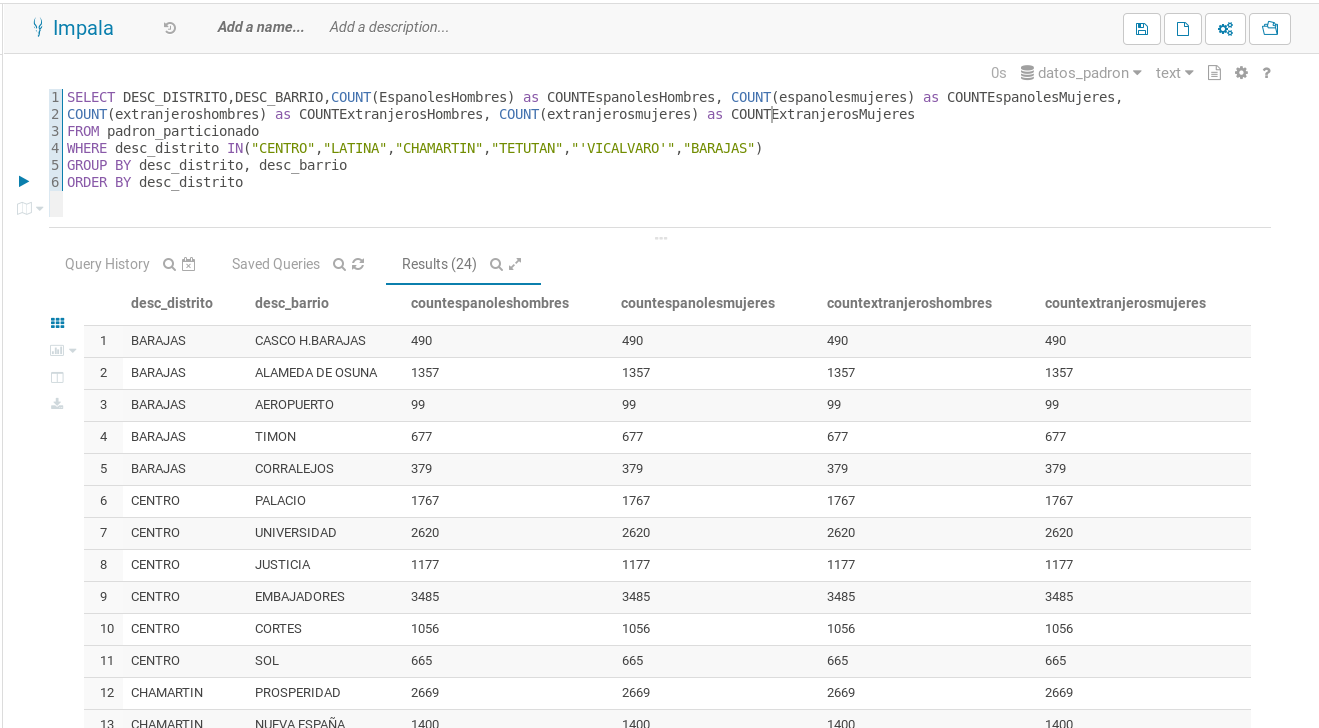 Impala Add a name... Add a description...
0s datos_padron text ?
1 SELECT DESC_DISTRITO,DESC_BARRIO,COUNT(EspanolesHombres) as COUNTEspanolesHombres, COUNT(espanolesmujeres) as COUNTEspanolesMujeres,
2 COUNT(extranjeroshombres) as COUNTExtranjerosHombres, COUNT(extranjerosmujeres) as COUNTExtranjerosMujeres
3 FROM padron_particionado
4 WHERE desc_distrito IN("CENTRO","LATINA","CHAMARTIN","TETUTAN","'VICALVARO'","BARAJAS")
5 GROUP BY desc_distrito, desc_barrio
6 ORDER BY desc_distrito
Query History Saved Queries Results (24)
desc_distrito desc_barrio countespanoleshombres countespanolesmujeres countextranjeroshombres countextranjerosmujeres
1 BARAJAS CASCO H.BARAJAS 490 490 490 490
2 BARAJAS ALAMEDA DE OSUNA 1357 1357 1357 1357
3 BARAJAS AEROPUERTO 99 99 99 99
4 BARAJAS TIMON 677 677 677 677
5 BARAJAS CORRALEJOS 379 379 379 379
6 CENTRO PALACIO 1767 1767 1767 1767
7 CENTRO UNIVERSIDAD 2620 2620 2620 2620
8 CENTRO JUSTICIA 1177 1177 1177 1177
9 CENTRO EMBAJADORES 3485 3485 3485 3485
10 CENTRO CORTES 1056 1056 1056 1056
11 CENTRO SOL 665 665 665 665
12 CHAMARTIN PROSPERIDAD 2669 2669 2669 2669
13 CHAMARTIN NUEVA ESPAÑA 1400 1400 1400 1400